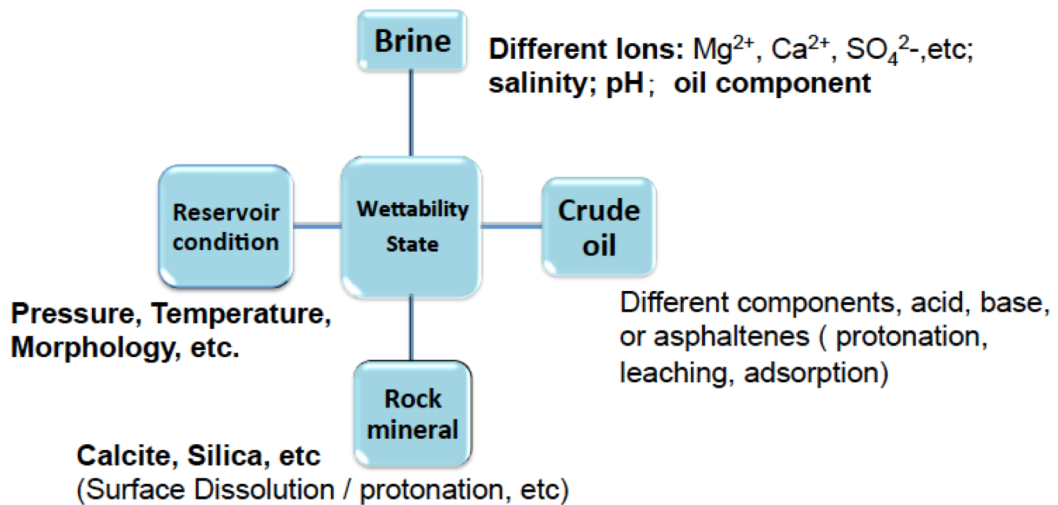 Brine
Different Ions: Mg²⁺, Ca²⁺, SO₄²-,etc;
salinity; pH； oil component
Reservoir
condition
Wettability
State
Crude
oil
Pressure, Temperature,
Morphology, etc.
Different components, acid, base,
or asphaltenes ( protonation,
leaching, adsorption)
Rock
mineral
Calcite, Silica, etc
(Surface Dissolution / protonation, etc)